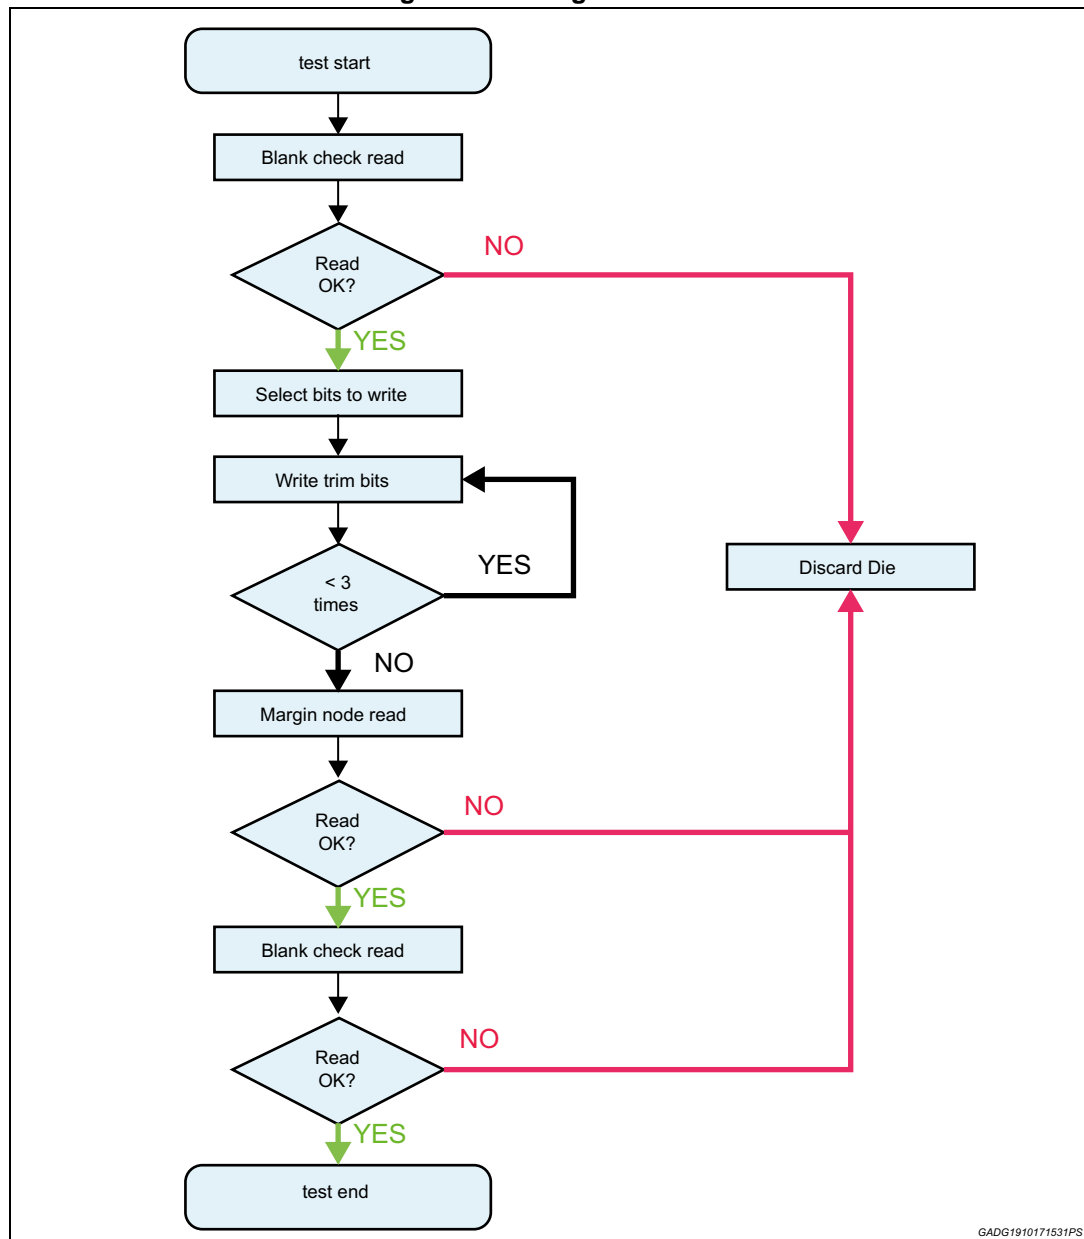 test start
Blank check read
Read
OK?
NO
YES
Select bits to write
Write trim bits
< 3
times
YES
Discard Die
NO
Margin node read
Read
OK?
NO
YES
Blank check read
Read
OK?
NO
YES
test end
GADG1910171531PS